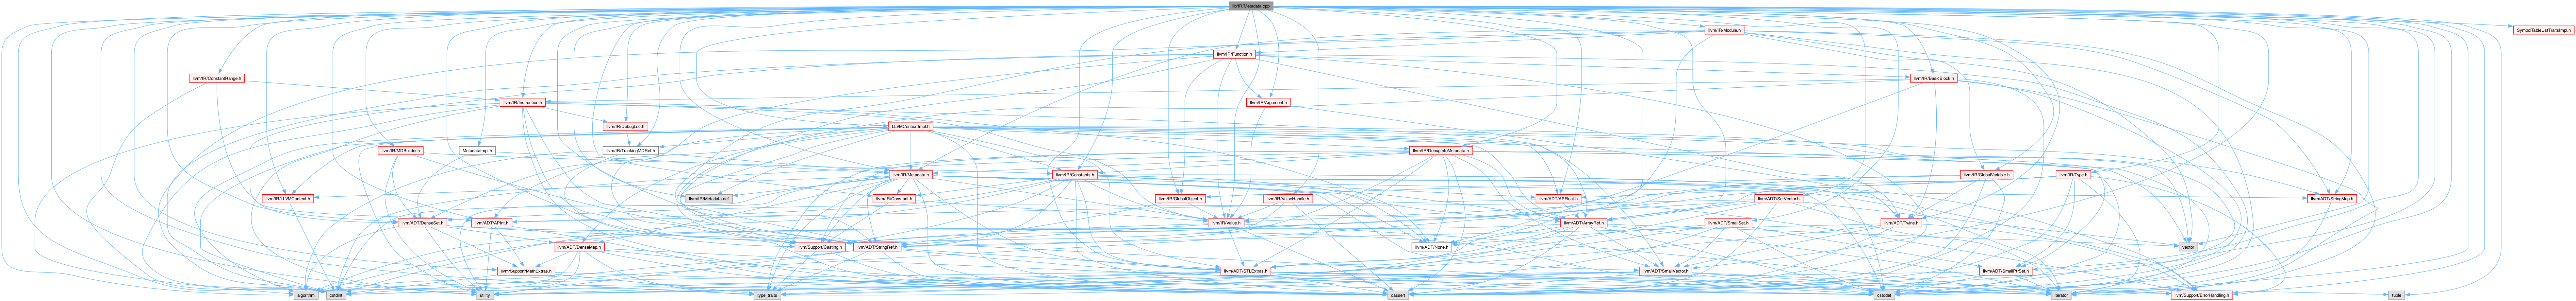 lib/IR/Metadata.cpp
llvm/IR/Module.h
SymbolTableListTraitsImpl.h
llvm/IR/Function.h
llvm/IR/ConstantRange.h
llvm/IR/BasicBlock.h
llvm/IR/Instruction.h
llvm/IR/Argument.h
llvm/IR/DebugLoc.h
LLVMContextImpl.h
llvm/IR/MDBuilder.h
MetadataImpl.h
llvm/IR/TrackingMDRef.h
llvm/IR/DebugInfoMetadata.h
llvm/IR/Metadata.h
llvm/IR/Constants.h
llvm/IR/GlobalVariable.h
llvm/IR/Type.h
llvm/IR/LLVMContext.h
llvm/IR/Metadata.def
llvm/IR/Constant.h
llvm/IR/GlobalObject.h
llvm/IR/ValueHandle.h
llvm/ADT/APFloat.h
llvm/ADT/SetVector.h
llvm/ADT/StringMap.h
llvm/ADT/DenseSet.h
llvm/ADT/APInt.h
llvm/IR/Value.h
llvm/ADT/ArrayRef.h
llvm/ADT/SmallSet.h
llvm/ADT/Twine.h
llvm/ADT/DenseMap.h
llvm/Support/Casting.h
llvm/ADT/StringRef.h
llvm/ADT/None.h
vector
llvm/Support/MathExtras.h
llvm/ADT/STLExtras.h
llvm/ADT/SmallVector.h
llvm/ADT/SmallPtrSet.h
algorithm
cstdint
utility
type_traits
cassert
cstddef
iterator
llvm/Support/ErrorHandling.h
tuple